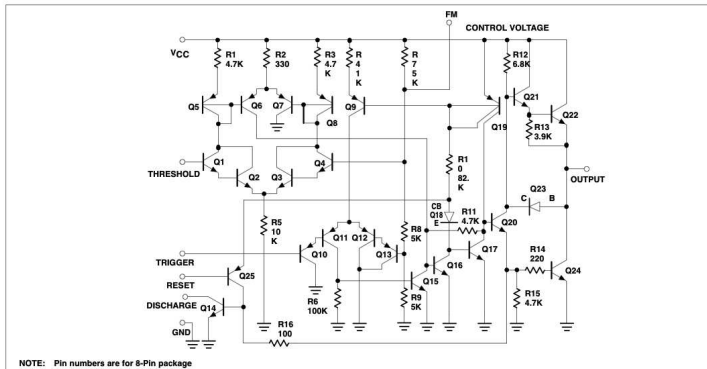 FM
CONTROL VOLTAGE
VCC
R1
4.7K
R2
330
R3
4.7
K
R
4
1
K
R
7
5
K
R12
6.8K
Q5
Q6
Q7
Q8
Q9
Q19
Q21
Q22
R13
3.9K
Q1
Q2
Q3
Q4
THRESHOLD
R1
0
82.
K
OUTPUT
Q23
C
B
CB
Q18
E
R11
4.7K
Q20
R5
10
K
R8
5K
Q10
Q11
Q12
Q13
Q17
Q16
R14
220
Q24
TRIGGER
Q25
RESET
R6
100K
R9
5K
Q15
R15
4.7K
DISCHARGE
Q14
GND
R16
100
NOTE: Pin numbers are for 8-Pin package